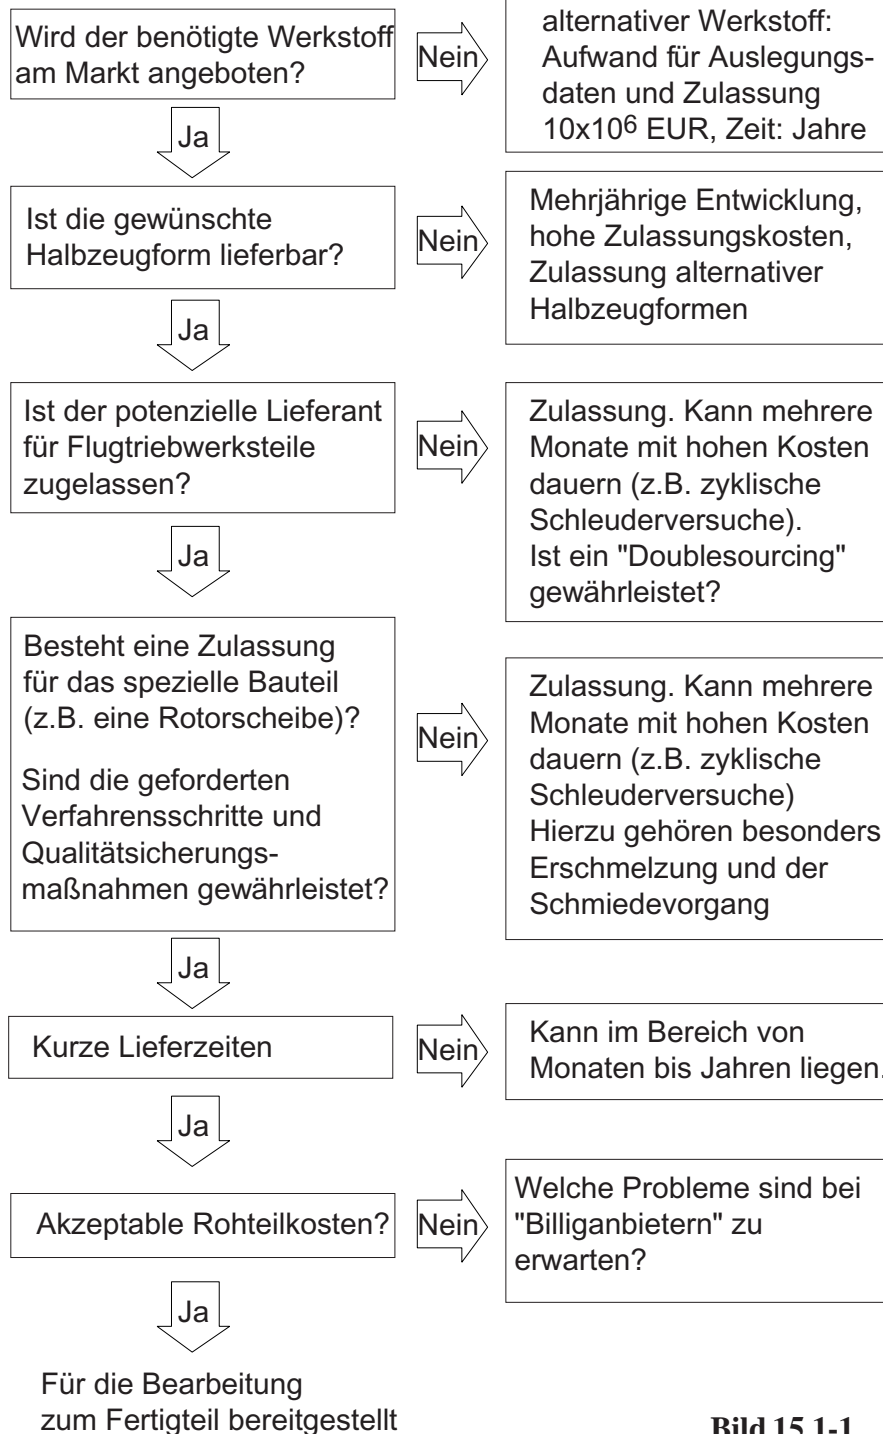 Wird der benötigte Werkstoff
am Markt angeboten?
Nein
alternativer Werkstoff:
Aufwand für Auslegungs-
daten und Zulassung
10x10⁶ EUR, Zeit: Jahre
Ja
Ist die gewünschte
Halbzeugform lieferbar?
Nein
Mehrjährige Entwicklung,
hohe Zulassungskosten,
Zulassung alternativer
Halbzeugformen
Ja
Ist der potenzielle Lieferant
für Flugtriebwerksteile
zugelassen?
Nein
Zulassung. Kann mehrere
Monate mit hohen Kosten
dauern (z.B. zyklische
Schleuderversuche).
Ist ein "Doublesourcing"
gewährleistet?
Ja
Besteht eine Zulassung
für das spezielle Bauteil
(z.B. eine Rotorscheibe)?
Sind die geforderten
Verfahrensschritte und
Qualitätsicherungs-
maßnahmen gewährleistet?
Nein
Zulassung. Kann mehrere
Monate mit hohen Kosten
dauern (z.B. zyklische
Schleuderversuche)
Hierzu gehören besonders
Erschmelzung und der
Schmiedevorgang
Ja
Kurze Lieferzeiten
Nein
Kann im Bereich von
Monaten bis Jahren liegen.
Ja
Akzeptable Rohteilkosten?
Nein
Welche Probleme sind bei
"Billiganbietern" zu
erwarten?
Ja
Für die Bearbeitung
zum Fertigteil bereitgestellt
Bild 15.1-1